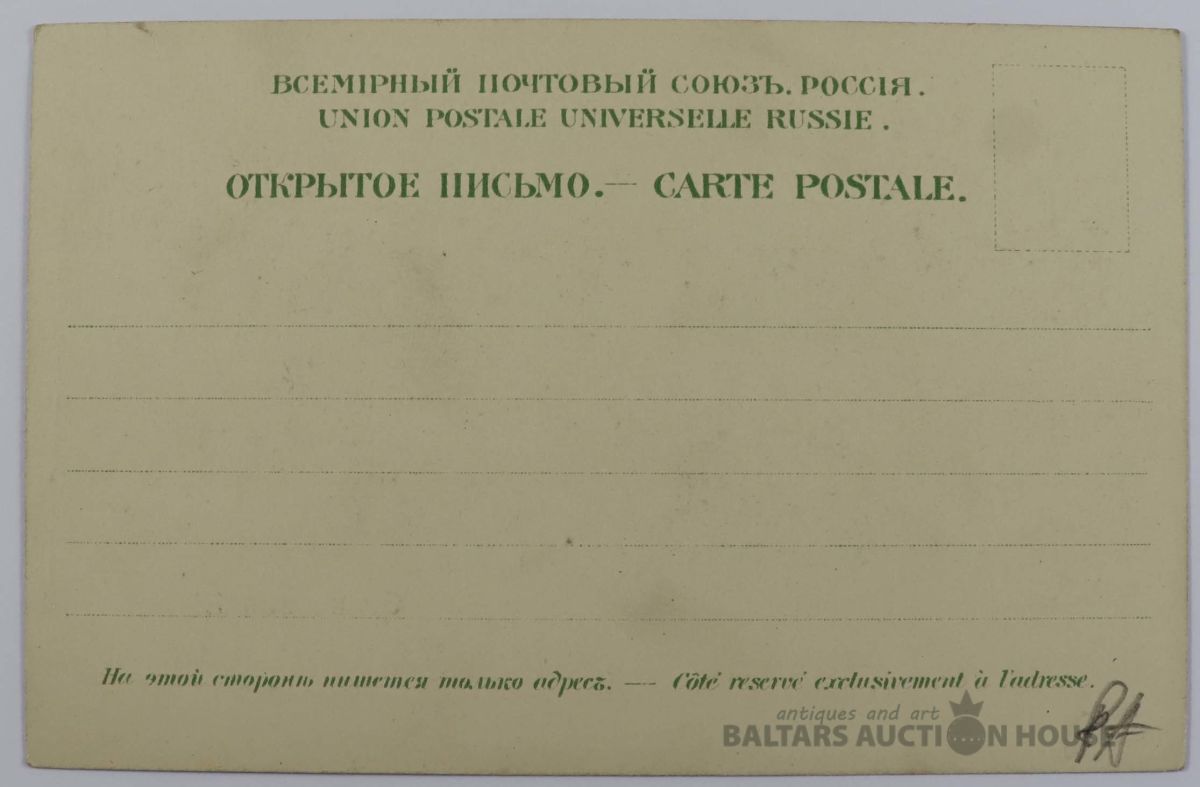 ВСЕМІРНЫЙ ПОЧТОВЫЙ СОЮЗЪ. РОССІЯ.
UNION POSTALE UNIVERSELLE RUSSIE.
ОТКРЫТОЕ ПИСЬМО.— CARTE POSTALE.
На этой сторонѣ пишется только адресъ. — Côté reservé exclusivement à l'adresse.
antiques and art
BALTARS AUCTION HOUSE